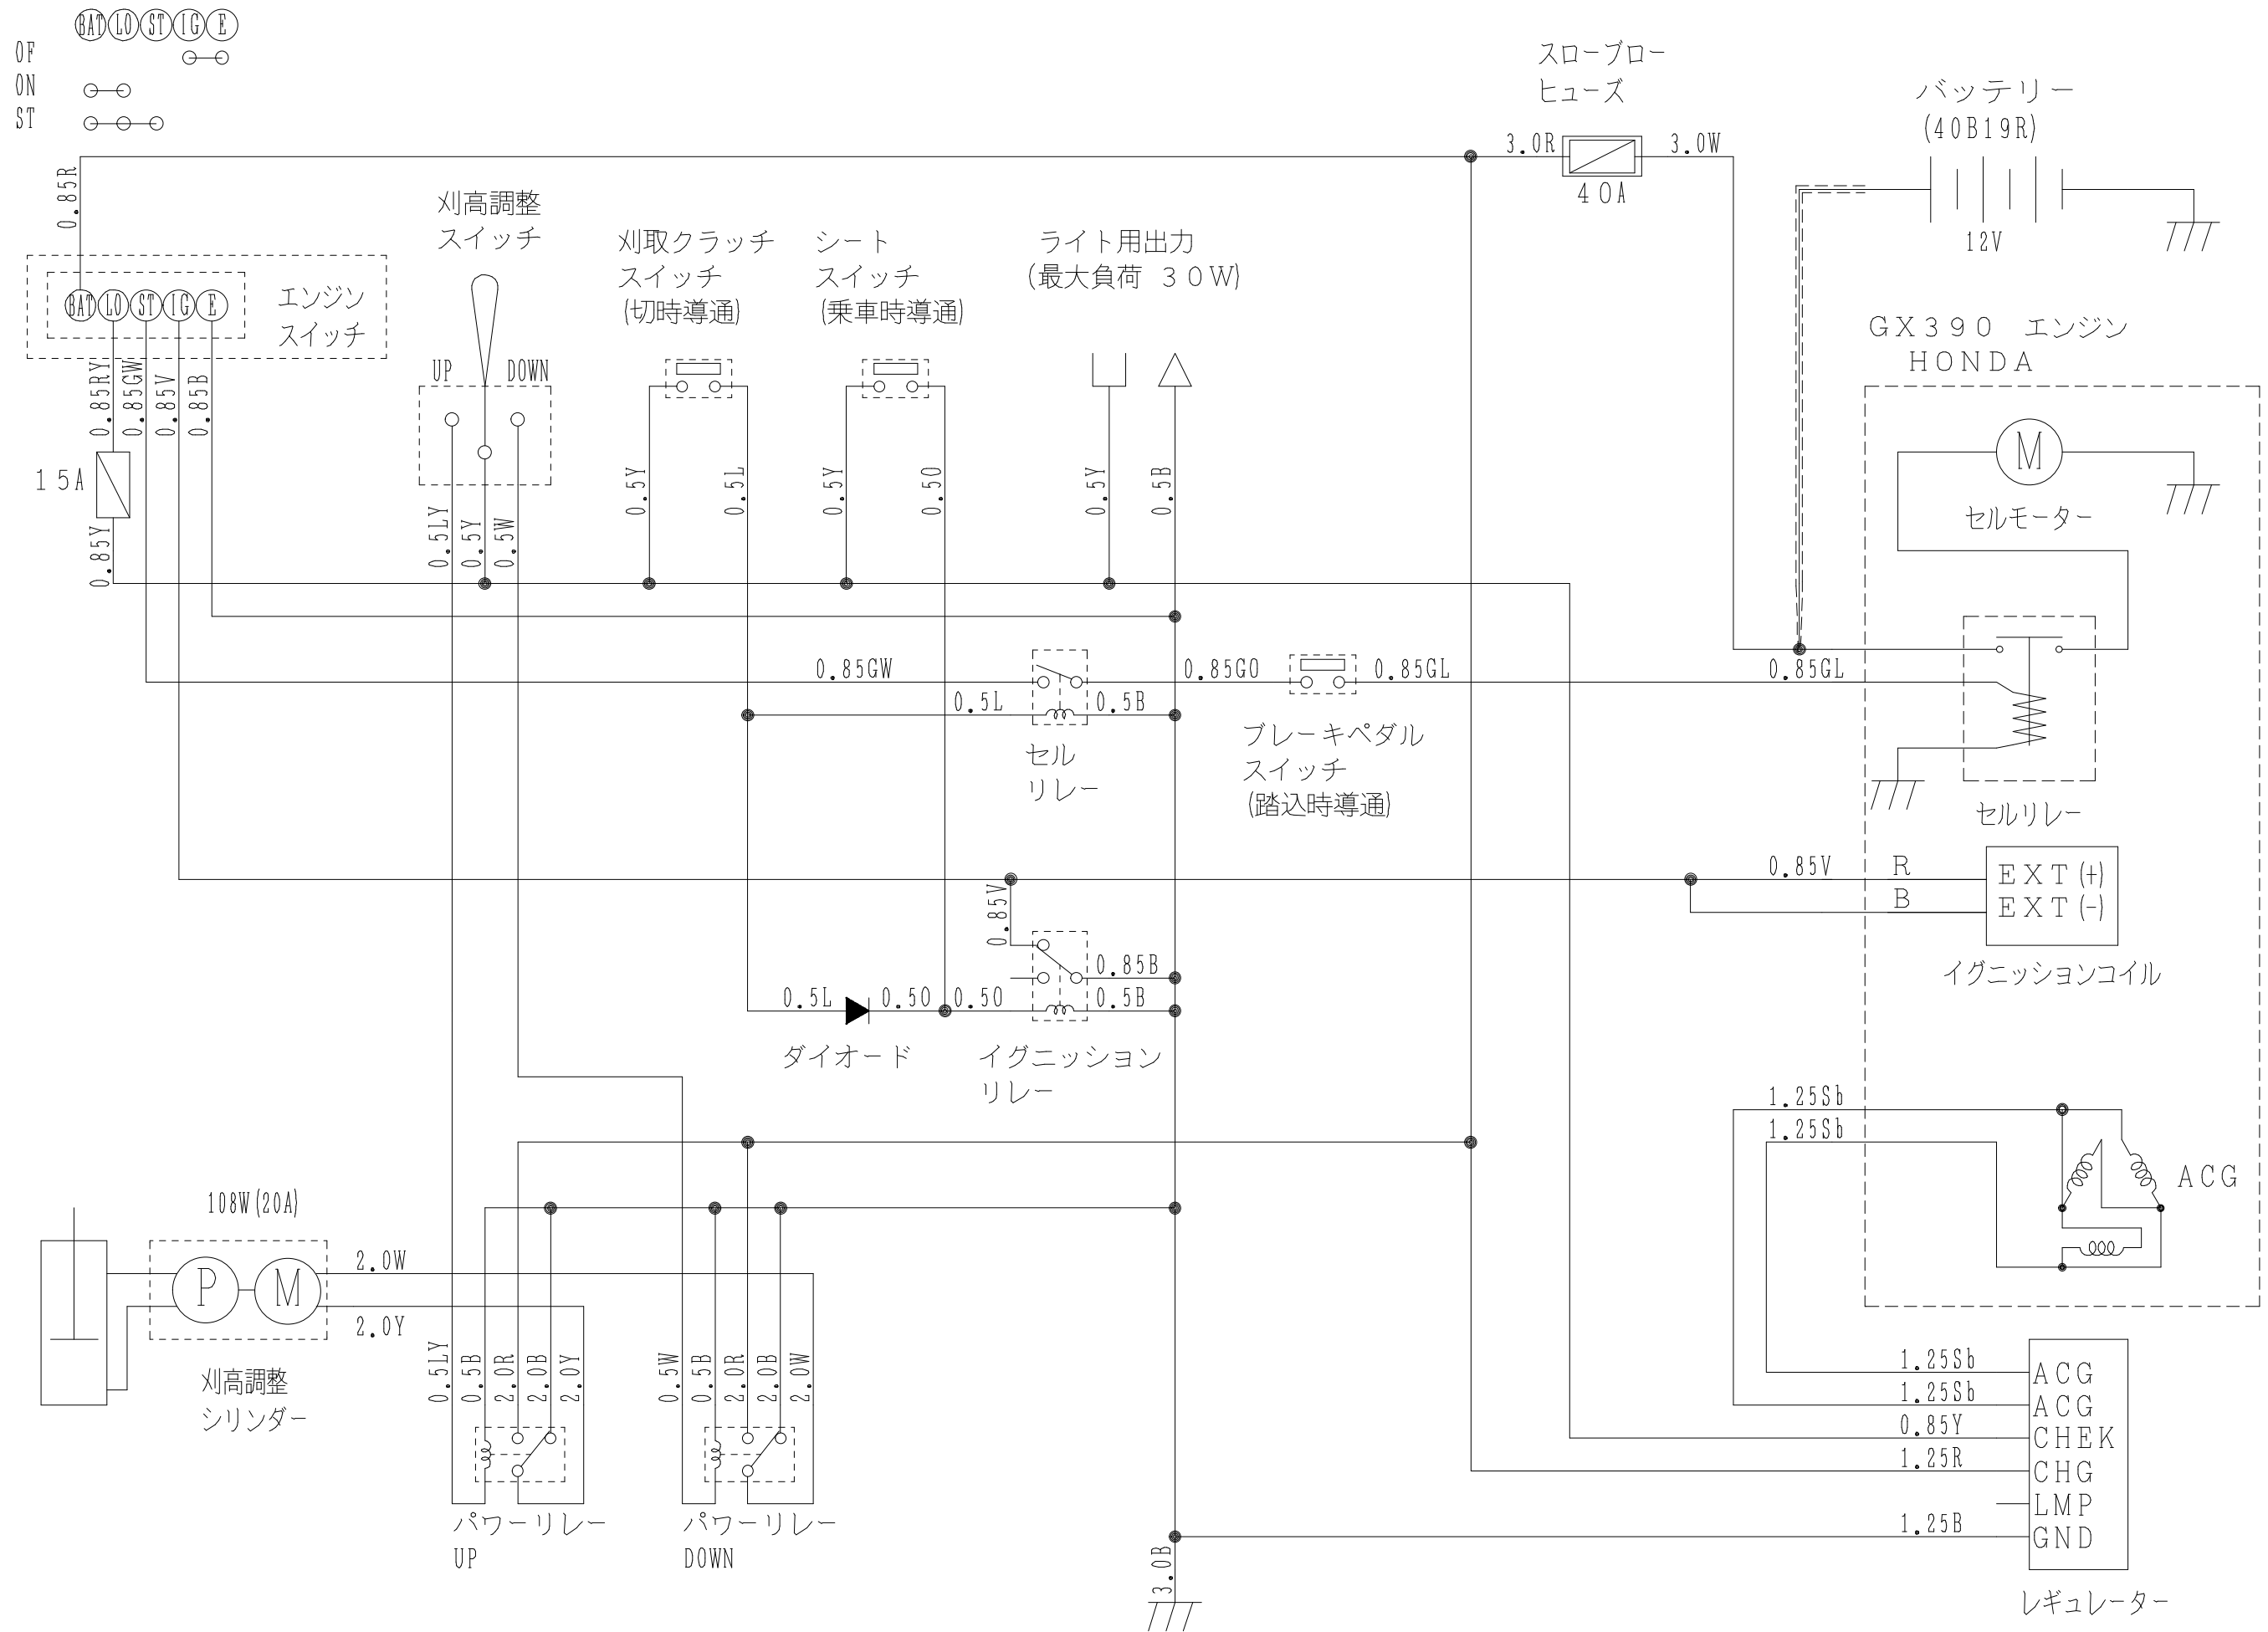 BAT LO ST IG E
OF
ON
ST
スローブロー
ヒューズ
3.0R
3.0W
40A
バッテリー
(40B19R)
12V
0.85R
刈高調整
スイッチ
刈取クラッチ
スイッチ
(切時導通)
シート
スイッチ
(乗車時導通)
ライト用出力
(最大負荷 30W)
BAT LO ST IG E
エンジン
スイッチ
GX390 エンジン
HONDA
UP
DOWN
0.85RY
0.85GW
0.85V
0.85B
15A
0.85Y
0.5LY
0.5Y
0.5W
0.5Y
0.5L
0.5Y
0.5O
0.5Y
0.5B
M
セルモーター
0.85GW
0.85GO
0.85GL
0.85GL
0.5L
0.5B
セル
リレー
ブレーキペダル
スイッチ
(踏込時導通)
セルリレー
0.85V
R
EXT(+)
B
EXT(-)
イグニッションコイル
0.85V
0.85B
0.5L
0.5O
0.5O
0.5B
ダイオード
イグニッション
リレー
1.25Sb
1.25Sb
ACG
108W(20A)
P
M
2.0W
2.0Y
刈高調整
シリンダー
0.5LY
0.5B
2.0R
2.0B
2.0Y
0.5W
0.5B
2.0R
2.0B
2.0W
パワーリレー
UP
パワーリレー
DOWN
3.0B
1.25Sb
ACG
1.25Sb
ACG
0.85Y
CHEK
1.25R
CHG
LMP
1.25B
GND
レギュレーター